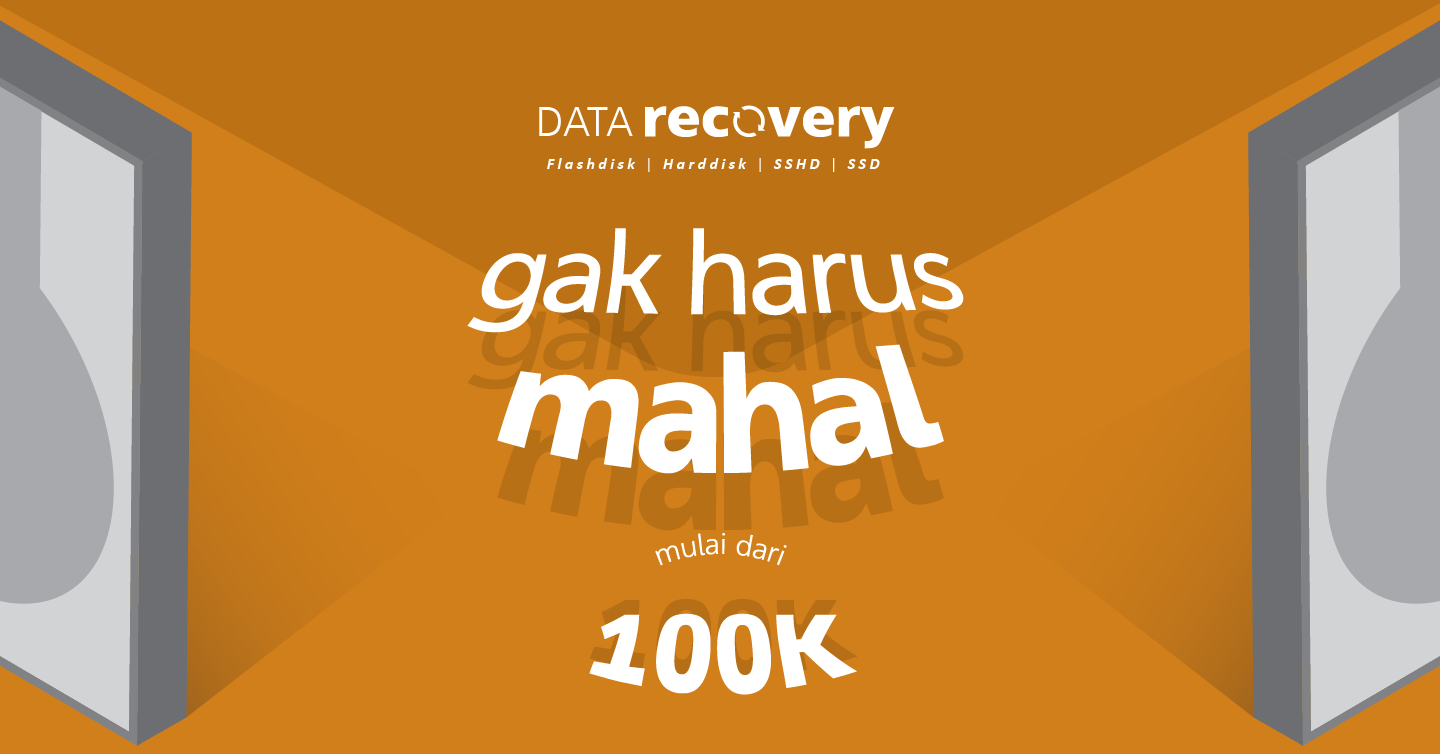 DATA recovery
Flashdisk | Harddisk | SSHD | SSD
gak harus
mahal
mulai dari
100K